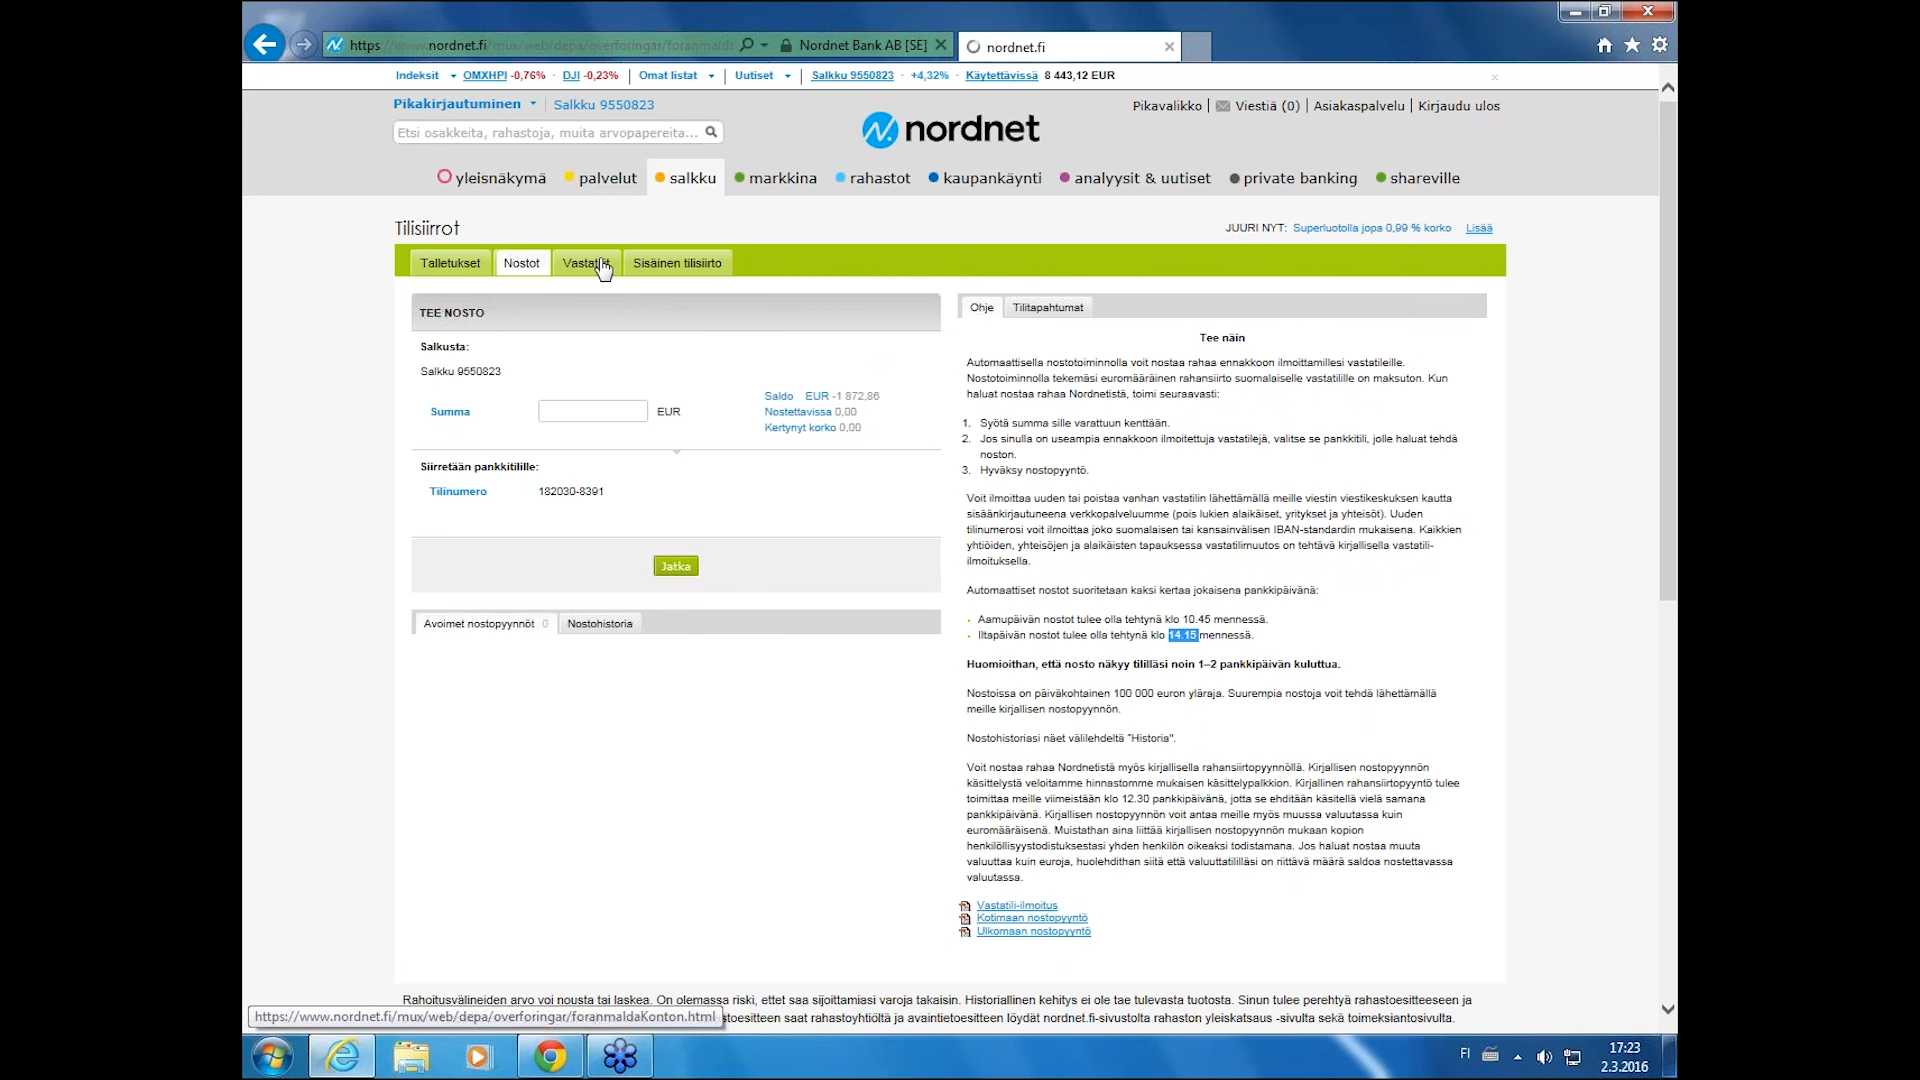 https://www.nordnet.fi/mux/web/depa/overforingar/foranmalda
Nordnet Bank AB [SE]
nordnet.fi
Indeksit OMXHPI -0,76% · DJI -0,23% Omat listat Uutiset Salkku 9550823 · +4,32% · Käytettävissä 8 443,12 EUR
Pikakirjautuminen Salkku 9550823
Pikavalikko Viestiä (0) Asiakaspalvelu Kirjaudu ulos
Etsi osakkeita, rahastoja, muita arvopapereita...
nordnet
yleisnäkymä palvelut salkku markkina rahastot kaupankäynti analyysit & uutiset private banking shareville
Tilisiirrot
JUURI NYT: Superluotolla jopa 0,99 % korko Lisää
Talletukset Nostot Vastatilit Sisäinen tilisiirto
TEE NOSTO
Salkusta:
Salkku 9550823
Summa EUR
Saldo EUR -1 872,86
Nostettavissa 0,00
Kertynyt korko 0,00
Siirretään pankkitilille:
Tilinumero 182030-8391
Jatka
Avoimet nostopyynnöt 0 Nostohistoria
Ohje Tilitapahtumat
Tee näin
Automaattisella nostotoiminnolla voit nostaa rahaa ennakkoon ilmoittamillesi vastatileille.
Nostotoiminnolla tekemäsi euromääräinen rahansiirto suomalaiselle vastatilille on maksuton. Kun
haluat nostaa rahaa Nordnetistä, toimi seuraavasti:
1. Syötä summa sille varattuun kenttään.
2. Jos sinulla on useampia ennakkoon ilmoitettuja vastatilejä, valitse se pankkitili, jolle haluat tehdä
noston.
3. Hyväksy nostopyyntö.
Voit ilmoittaa uuden tai poistaa vanhan vastatilin lähettämällä meille viestin viestikeskuksen kautta
sisäänkirjautuneena verkkopalveluumme (pois lukien alaikäiset, yritykset ja yhteisöt). Uuden
tilinumerosi voit ilmoittaa joko suomalaisen tai kansainvälisen IBAN-standardin mukaisena. Kaikkien
yhtiöiden, yhteisöjen ja alaikäisten tapauksessa vastatilimuutos on tehtävä kirjallisella vastatili-
ilmoituksella.
Automaattiset nostot suoritetaan kaksi kertaa jokaisena pankkipäivänä:
· Aamupäivän nostot tulee olla tehtynä klo 10.45 mennessä.
· Iltapäivän nostot tulee olla tehtynä klo 14.15 mennessä.
Huomioithan, että nosto näkyy tililläsi noin 1–2 pankkipäivän kuluttua.
Nostoissa on päiväkohtainen 100 000 euron yläraja. Suurempia nostoja voit tehdä lähettämällä
meille kirjallisen nostopyynnön.
Nostohistoriasi näet välilehdeltä "Historia".
Voit nostaa rahaa Nordnetistä myös kirjallisella rahansiirtopyynnöllä. Kirjallisen nostopyynnön
käsittelystä veloitamme hinnastomme mukaisen käsittelypalkkion. Kirjallinen rahansiirtopyyntö tulee
toimittaa meille viimeistään klo 12.30 pankkipäivänä, jotta se ehditään käsitellä vielä samana
pankkipäivänä. Kirjallisen nostopyynnön voit antaa meille myös muussa valuutassa kuin
euromääräisenä. Muistathan aina liittää kirjallisen nostopyynnön mukaan kopion
henkilöllisyystodistuksestasi yhden henkilön oikeaksi todistamana. Jos haluat nostaa muuta
valuuttaa kuin euroja, huolehdithan siitä että valuuttatililläsi on riittävä määrä saldoa nostettavassa
valuutassa.
Vastatili-ilmoitus
Kotimaan nostopyyntö
Ulkomaan nostopyyntö
Rahoitusvälineiden arvo voi nousta tai laskea. On olemassa riski, ettet saa sijoittamiasi varoja takaisin. Historiallinen kehitys ei ole tae tulevasta tuotosta. Sinun tulee perehtyä rahastoesitteeseen ja
https://www.nordnet.fi/mux/web/depa/overforingar/foranmaldaKonton.html
toesitteen saat rahastoyhtiöltä ja avaintietoesitteen löydät nordnet.fi-sivustolta rahaston yleiskatsaus -sivulta sekä toimeksiantosivulta.
FI
17:23
2.3.2016